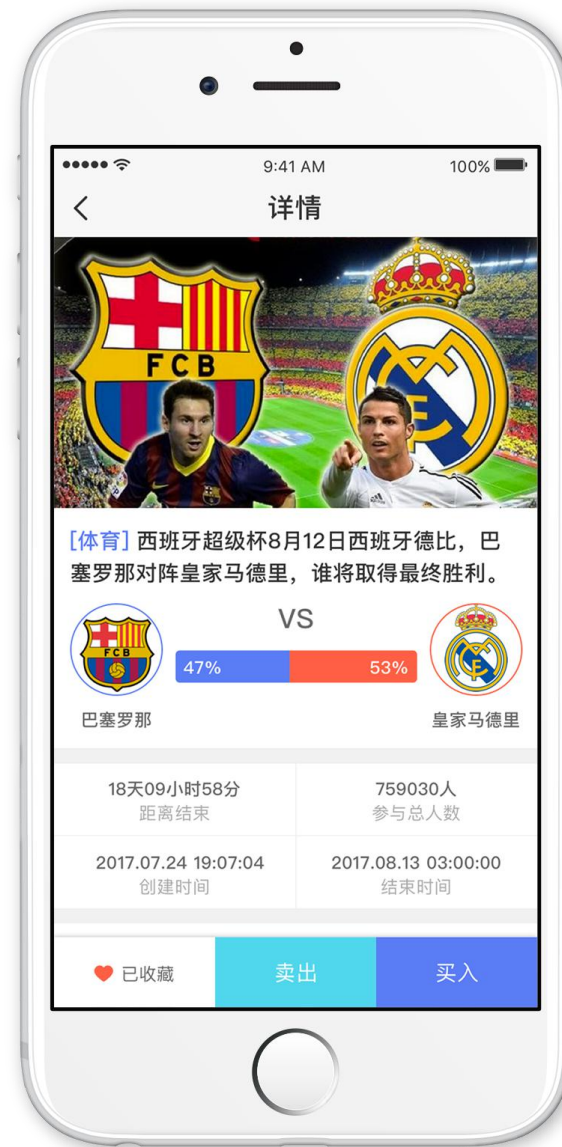 9:41 AM
100%
详情
FCB
[体育] 西班牙超级杯8月12日西班牙德比，巴
塞罗那对阵皇家马德里，谁将取得最终胜利。
VS
FCB
47%
53%
巴塞罗那
皇家马德里
18天09小时58分
759030人
距离结束
参与总人数
2017.07.24 19:07:04
2017.08.13 03:00:00
创建时间
结束时间
已收藏
卖出
买入